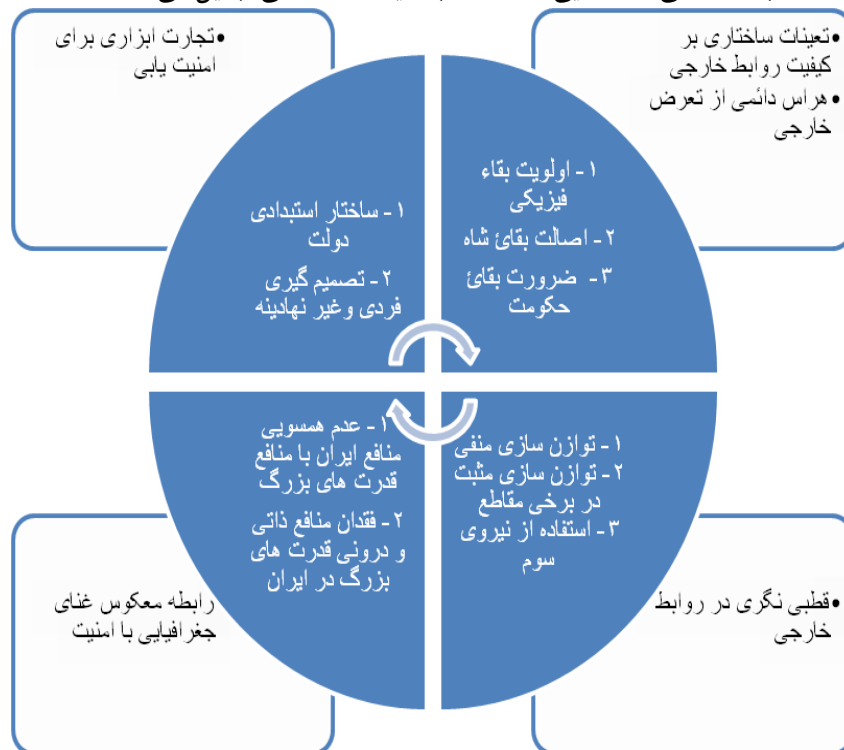 •تعینات ساختاری بر
کیفیت روابط خارجی
•هراس دائمی از تعرض
خارجی
•تجارت ابزاری برای
امنیت یابی
۱- اولویت بقاء
فیزیکی
۲- اصالت بقائ شاه
۳- ضرورت بقائ
حکومت
۱- ساختار استبدادی
دولت
۲- تصمیم گیری
فردی وغیر نهادینه
۱- توازن سازی منفی
۲- توازن سازی مثبت
در برخی مقاطع
۳- استفاده از نیروی
سوم
۱- عدم همسویی
منافع ایران با منافع
قدرت های بزرگ
۲- فقدان منافع ذاتی
و درونی قدرت های
بزرگ در ایران
•قطبی نگری در روابط
خارجی
رابطه معکوس غنای
جغرافیایی با امنیت